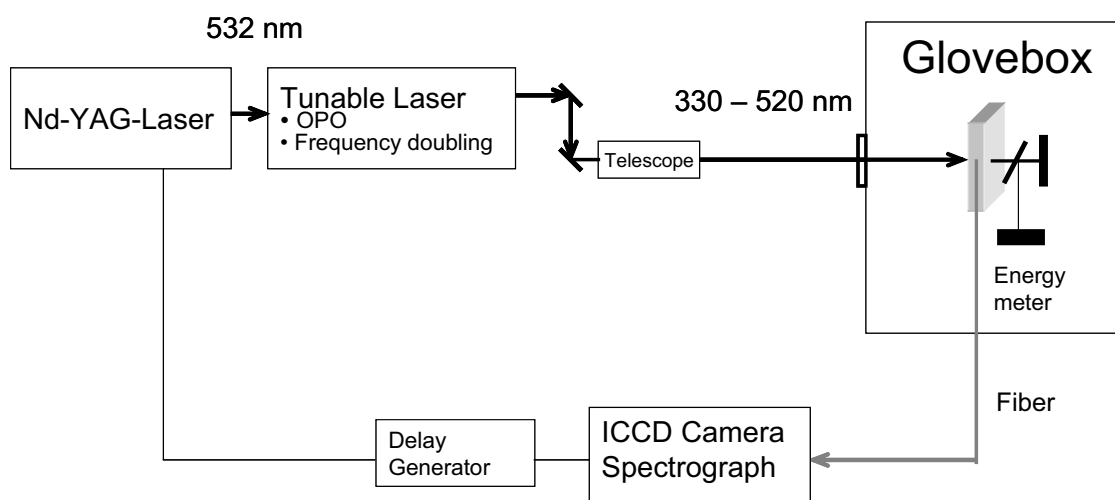 532 nm
Nd-YAG-Laser
Tunable Laser
• OPO
• Frequency doubling
Telescope
330 – 520 nm
Glovebox
Energy
meter
Fiber
ICCD Camera
Spectrograph
Delay
Generator